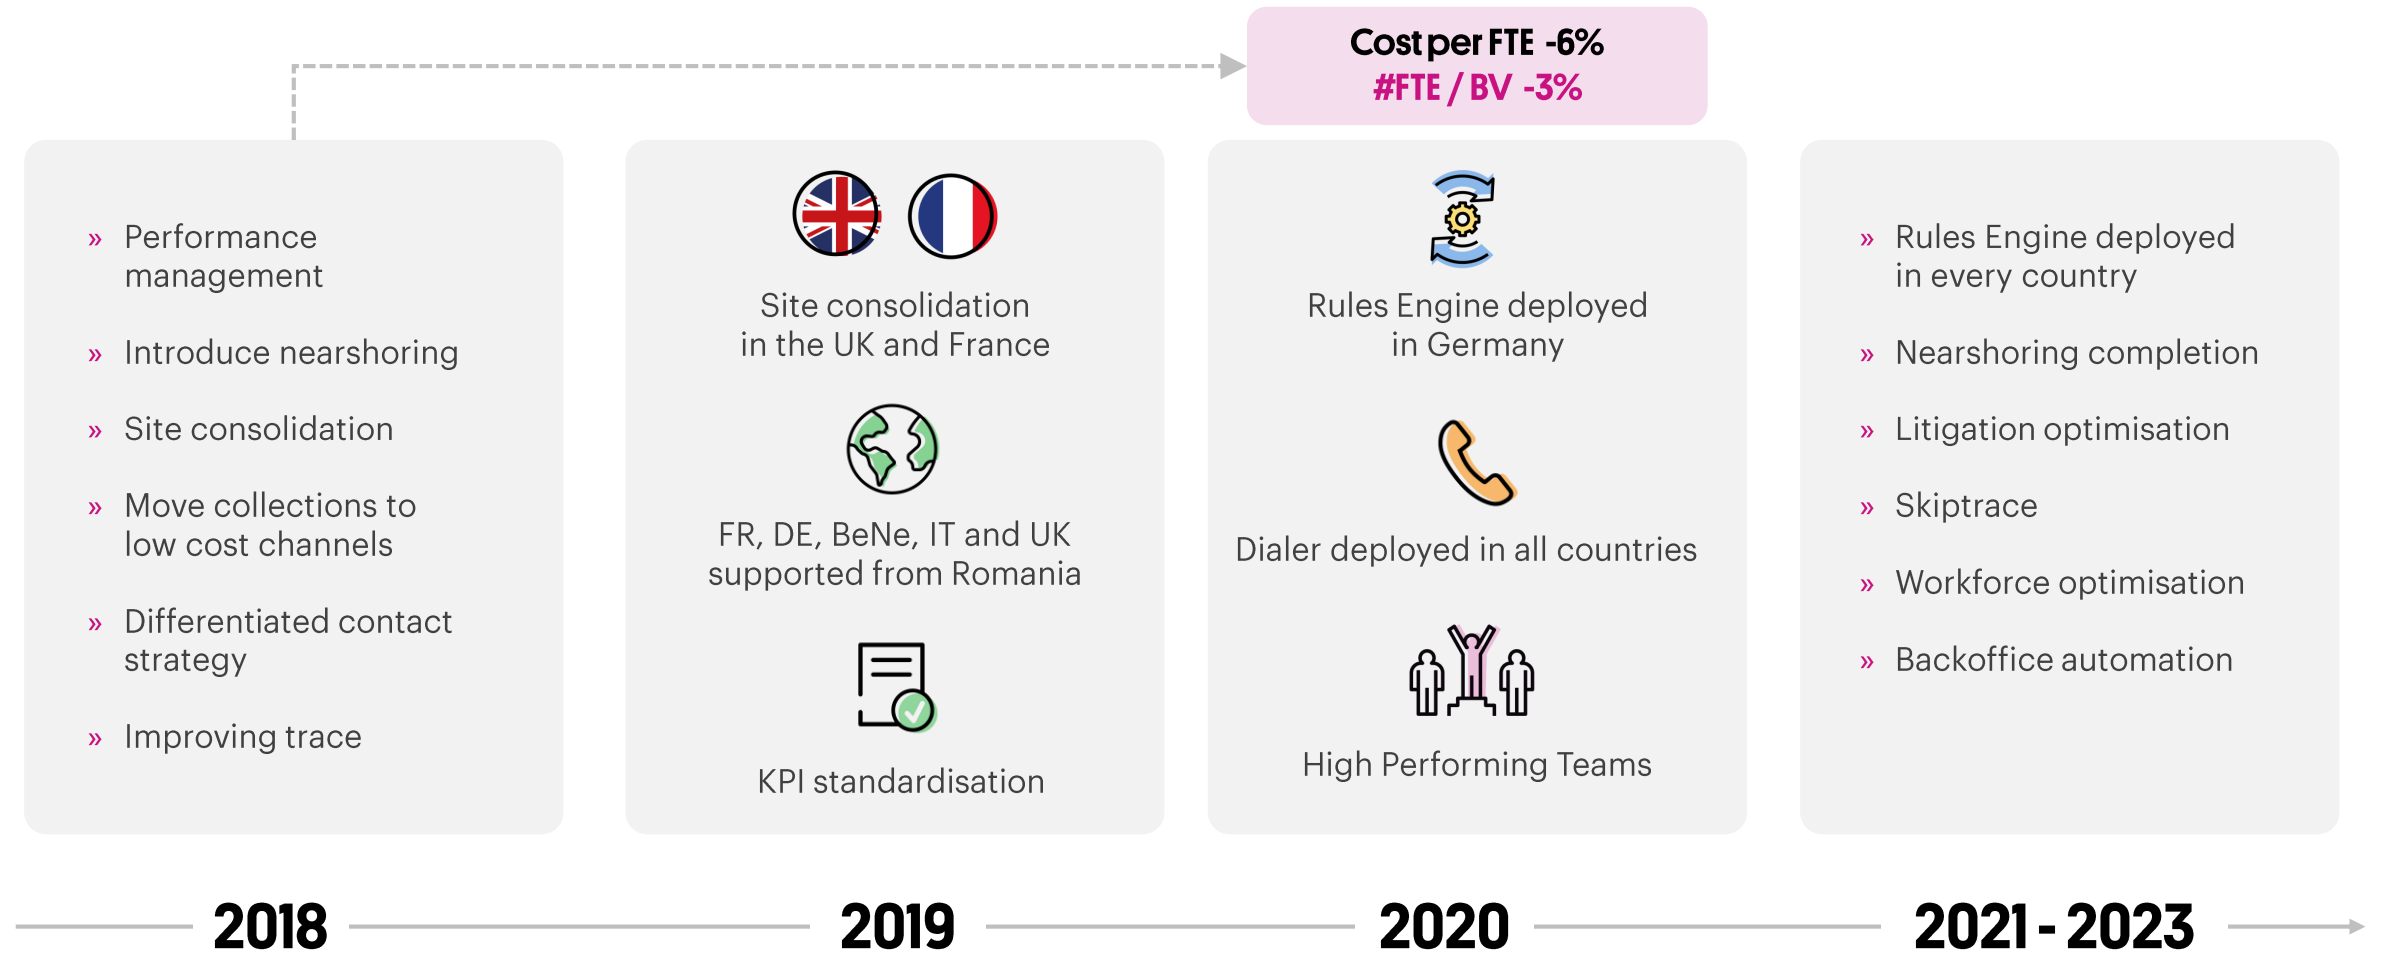 Cost per FTE -6%
#FTE / BV -3%
» Performance
management
» Introduce nearshoring
» Site consolidation
» Move collections to
low cost channels
» Differentiated contact
strategy
» Improving trace
Site consolidation
in the UK and France
FR, DE, BeNe, IT and UK
supported from Romania
KPI standardisation
Rules Engine deployed
in Germany
Dialer deployed in all countries
High Performing Teams
» Rules Engine deployed
in every country
» Nearshoring completion
» Litigation optimisation
» Skiptrace
» Workforce optimisation
» Backoffice automation
2018
2019
2020
2021 - 2023